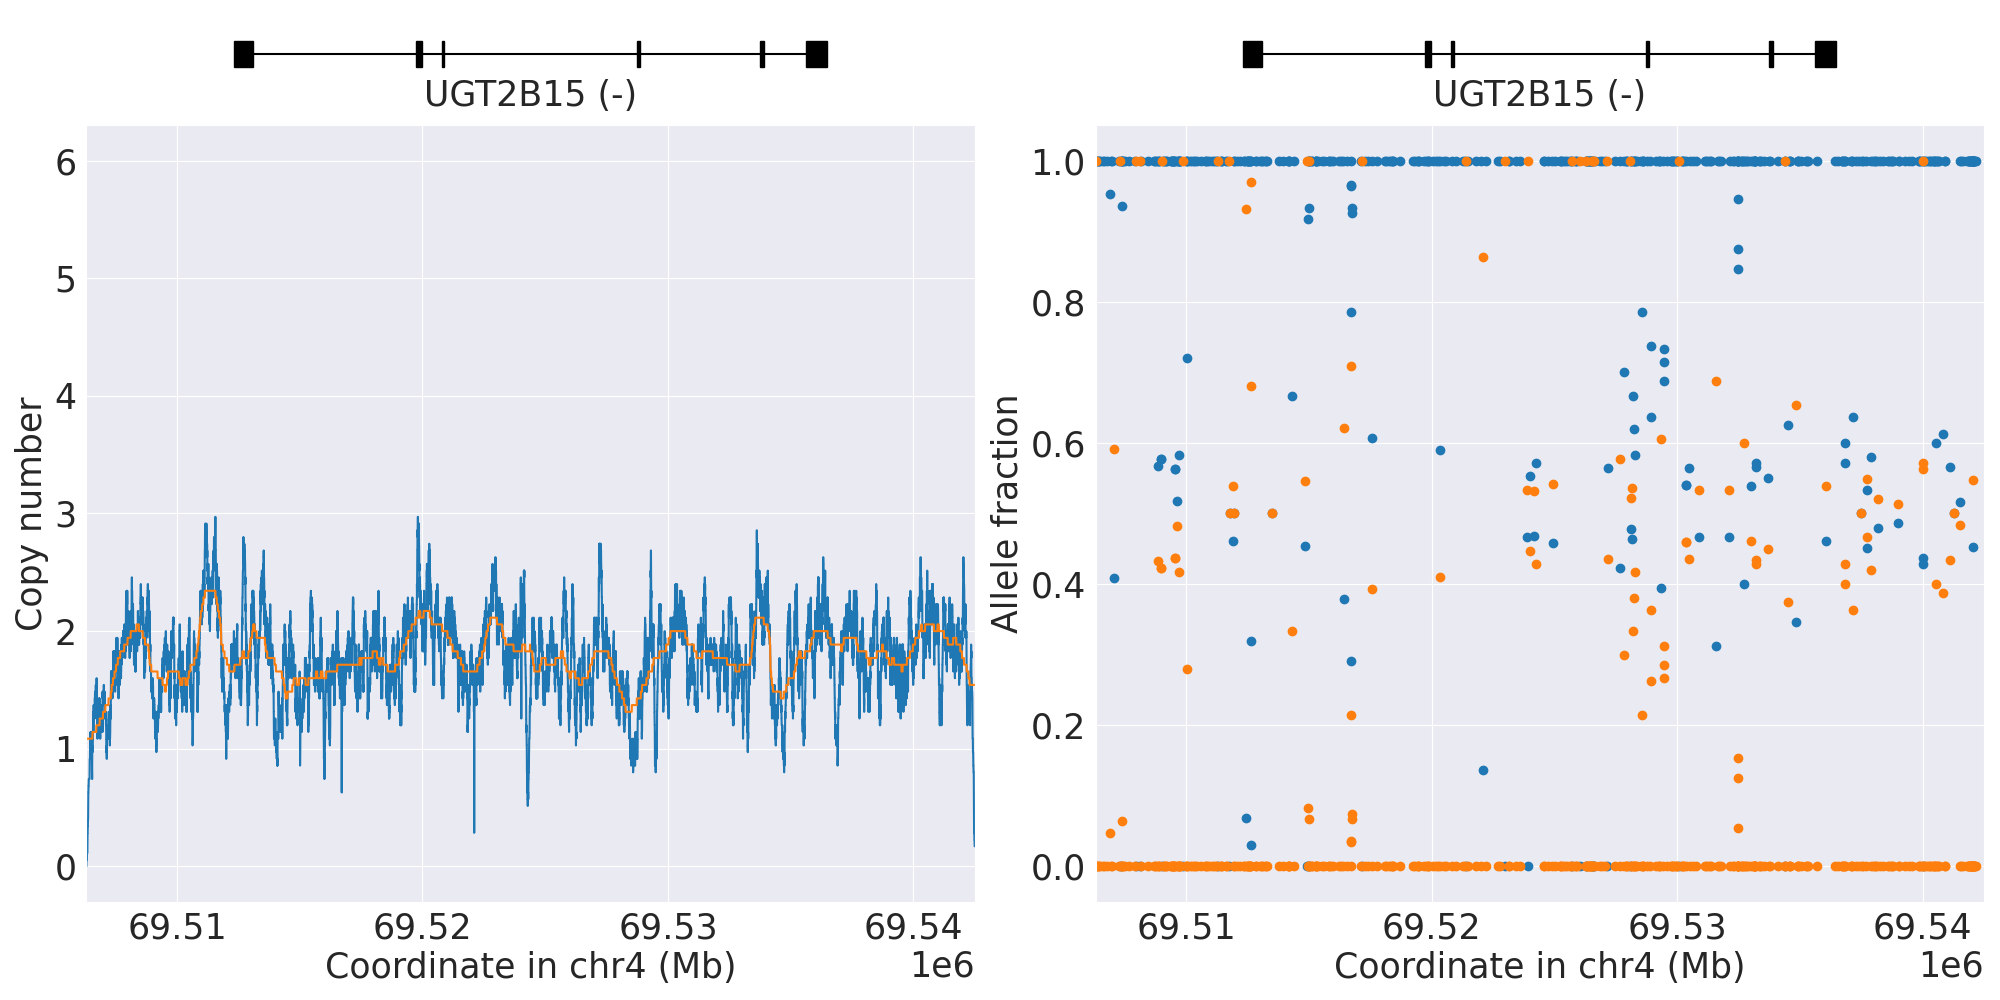 UGT2B15 (-)
6
5
4
3
2
1
0
Copy number
69.51 69.52 69.53 69.54
Coordinate in chr4 (Mb)
1e6
UGT2B15 (-)
1.0
0.8
0.6
0.4
0.2
0.0
Allele fraction
69.51 69.52 69.53 69.54
Coordinate in chr4 (Mb)
1e6